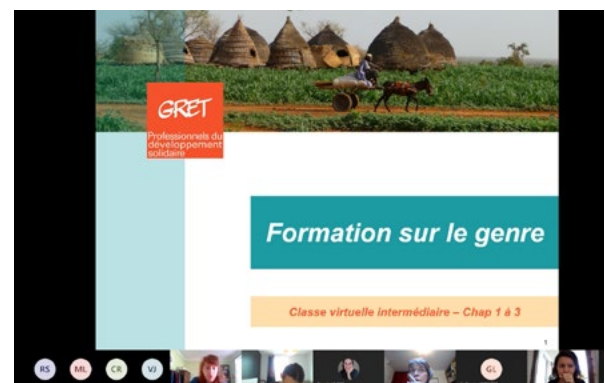 GRET
Professionnels du
développement
solidaire
Formation sur le genre
Classe virtuelle intermédiaire – Chap 1 à 3
1
RS
ML
CR
VJ
GL